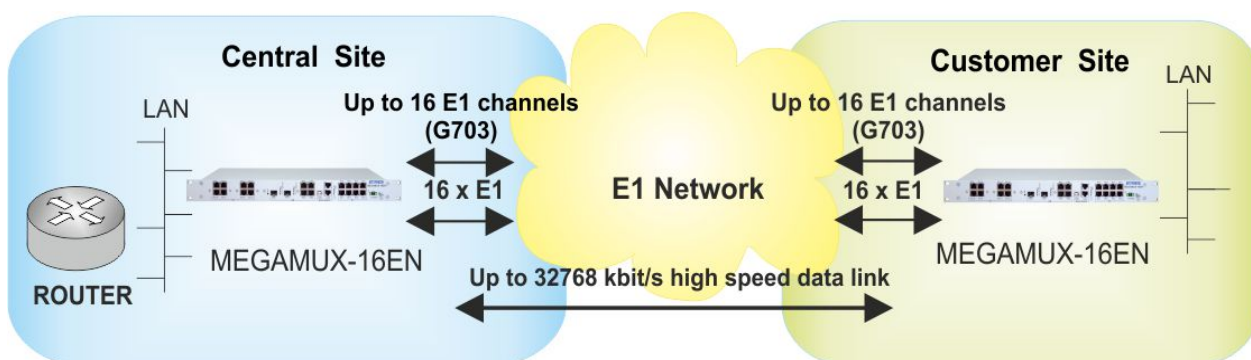 Central Site
LAN
Up to 16 E1 channels
(G703)
16 x E1
MEGAMUX-16EN
ROUTER
E1 Network
Up to 32768 kbit/s high speed data link
Customer Site
Up to 16 E1 channels
(G703)
16 x E1
LAN
MEGAMUX-16EN